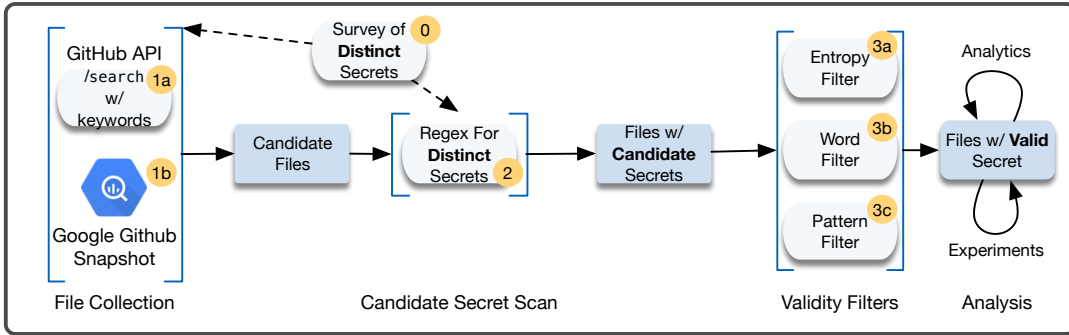 GitHub API
/search
w/
keywords
1a
1b
Google Github
Snapshot
File Collection
Survey of
Distinct
Secrets
0
Candidate
Files
Regex For
Distinct
Secrets
2
Files w/
Candidate
Secrets
Candidate Secret Scan
Entropy
Filter
3a
Word
Filter
3b
Pattern
Filter
3c
Validity Filters
Analytics
Files w/ Valid
Secret
Experiments
Analysis